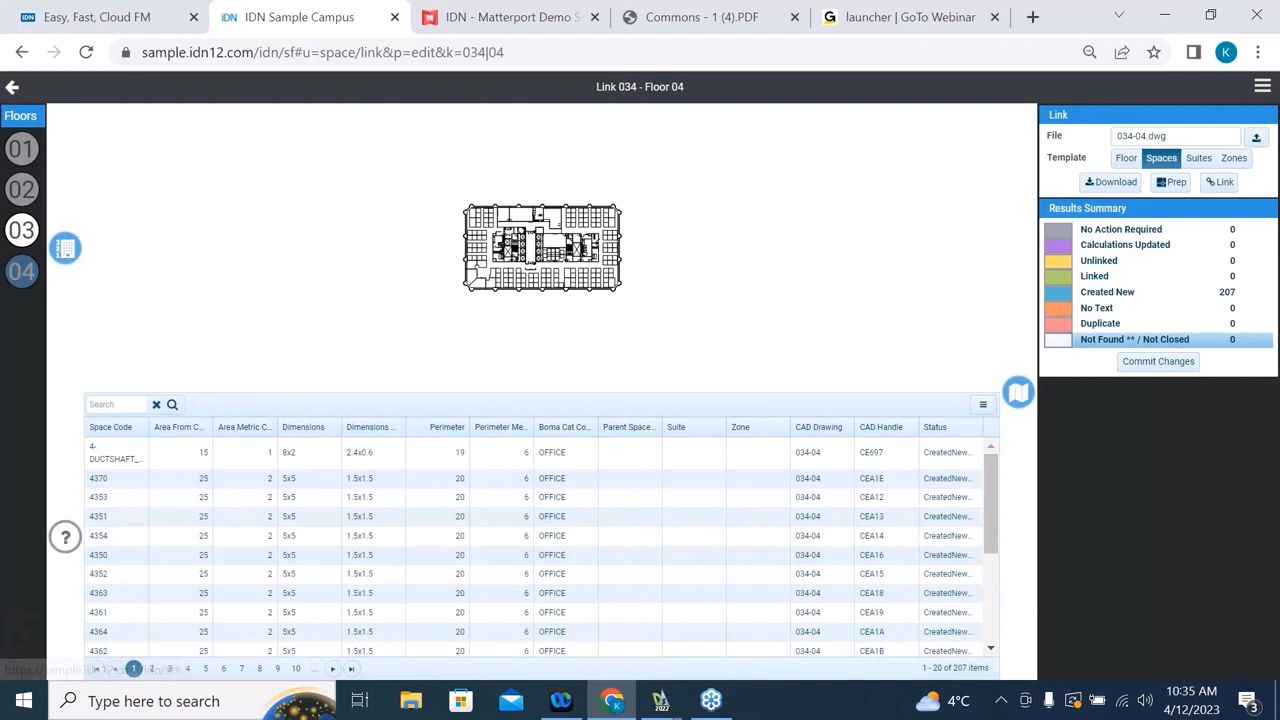 IDN Easy, Fast, Cloud FM
IDN IDN Sample Campus
IDN - Matterport Demo S
Commons - 1 (4).PDF
launcher | GoTo Webinar
sample.idn12.com/idn/sf#u=space/link&p=edit&k=034|04
K
Link 034 - Floor 04
Floors
01
02
03
04
Link
File 034-04.dwg
Template Floor Spaces Suites Zones
Download Prep Link
Results Summary
No Action Required 0
Calculations Updated 0
Unlinked 0
Linked 0
Created New 207
No Text 0
Duplicate 0
Not Found ** / Not Closed 0
Commit Changes
Search
Space Code Area From C... Area Metric C... Dimensions Dimensions ... Perimeter Perimeter Me... Boma Cat Co... Parent Space... Suite Zone CAD Drawing CAD Handle Status
4-DUCTSHAFT_... 15 1 8x2 2.4x0.6 19 6 OFFICE 034-04 CE697 CreatedNew...
4370 25 2 5x5 1.5x1.5 20 6 OFFICE 034-04 CEA1E CreatedNew...
4353 25 2 5x5 1.5x1.5 20 6 OFFICE 034-04 CEA12 CreatedNew...
4351 25 2 5x5 1.5x1.5 20 6 OFFICE 034-04 CEA13 CreatedNew...
4354 25 2 5x5 1.5x1.5 20 6 OFFICE 034-04 CEA14 CreatedNew...
4350 25 2 5x5 1.5x1.5 20 6 OFFICE 034-04 CEA16 CreatedNew...
4352 25 2 5x5 1.5x1.5 20 6 OFFICE 034-04 CEA15 CreatedNew...
4363 25 2 5x5 1.5x1.5 20 6 OFFICE 034-04 CEA18 CreatedNew...
4361 25 2 5x5 1.5x1.5 20 6 OFFICE 034-04 CEA19 CreatedNew...
4364 25 2 5x5 1.5x1.5 20 6 OFFICE 034-04 CEA1A CreatedNew...
4362 25 2 5x5 1.5x1.5 20 6 OFFICE 034-04 CEA1B CreatedNew...
?
1 2 3 4 5 6 7 8 9 10 ...
1 - 20 of 207 items
Type here to search
2022
4°C
10:35 AM
4/12/2023
3